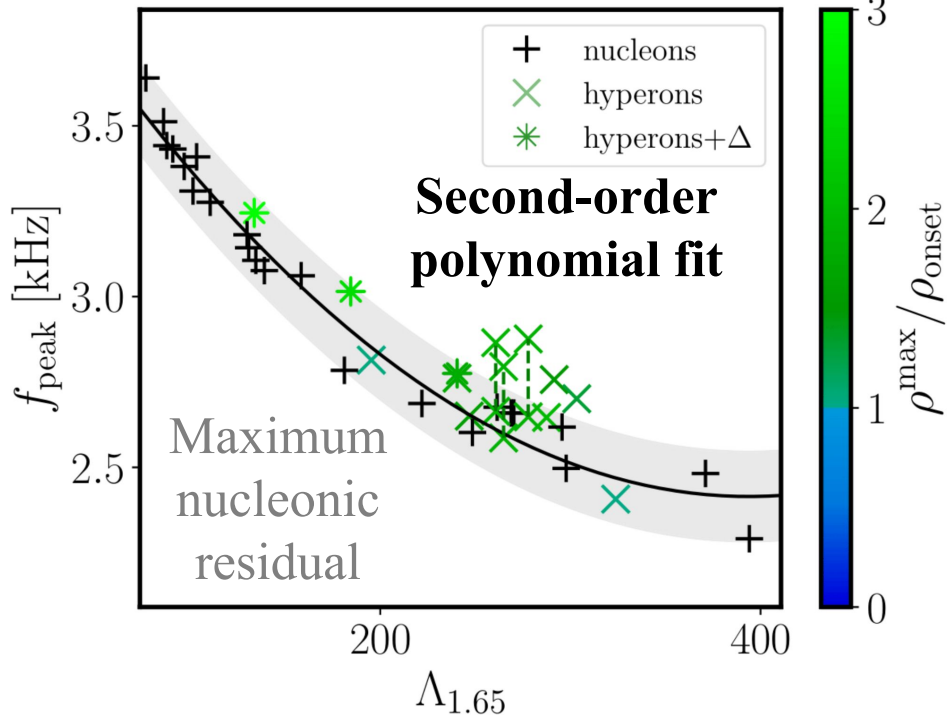 nucleons
hyperons
hyperons+Δ
Second-order
polynomial fit
Maximum
nucleonic
residual
3.5
3.0
2.5
f_peak [kHz]
200
400
Λ_1.65
3
2
1
0
ρ^max/ρ_onset